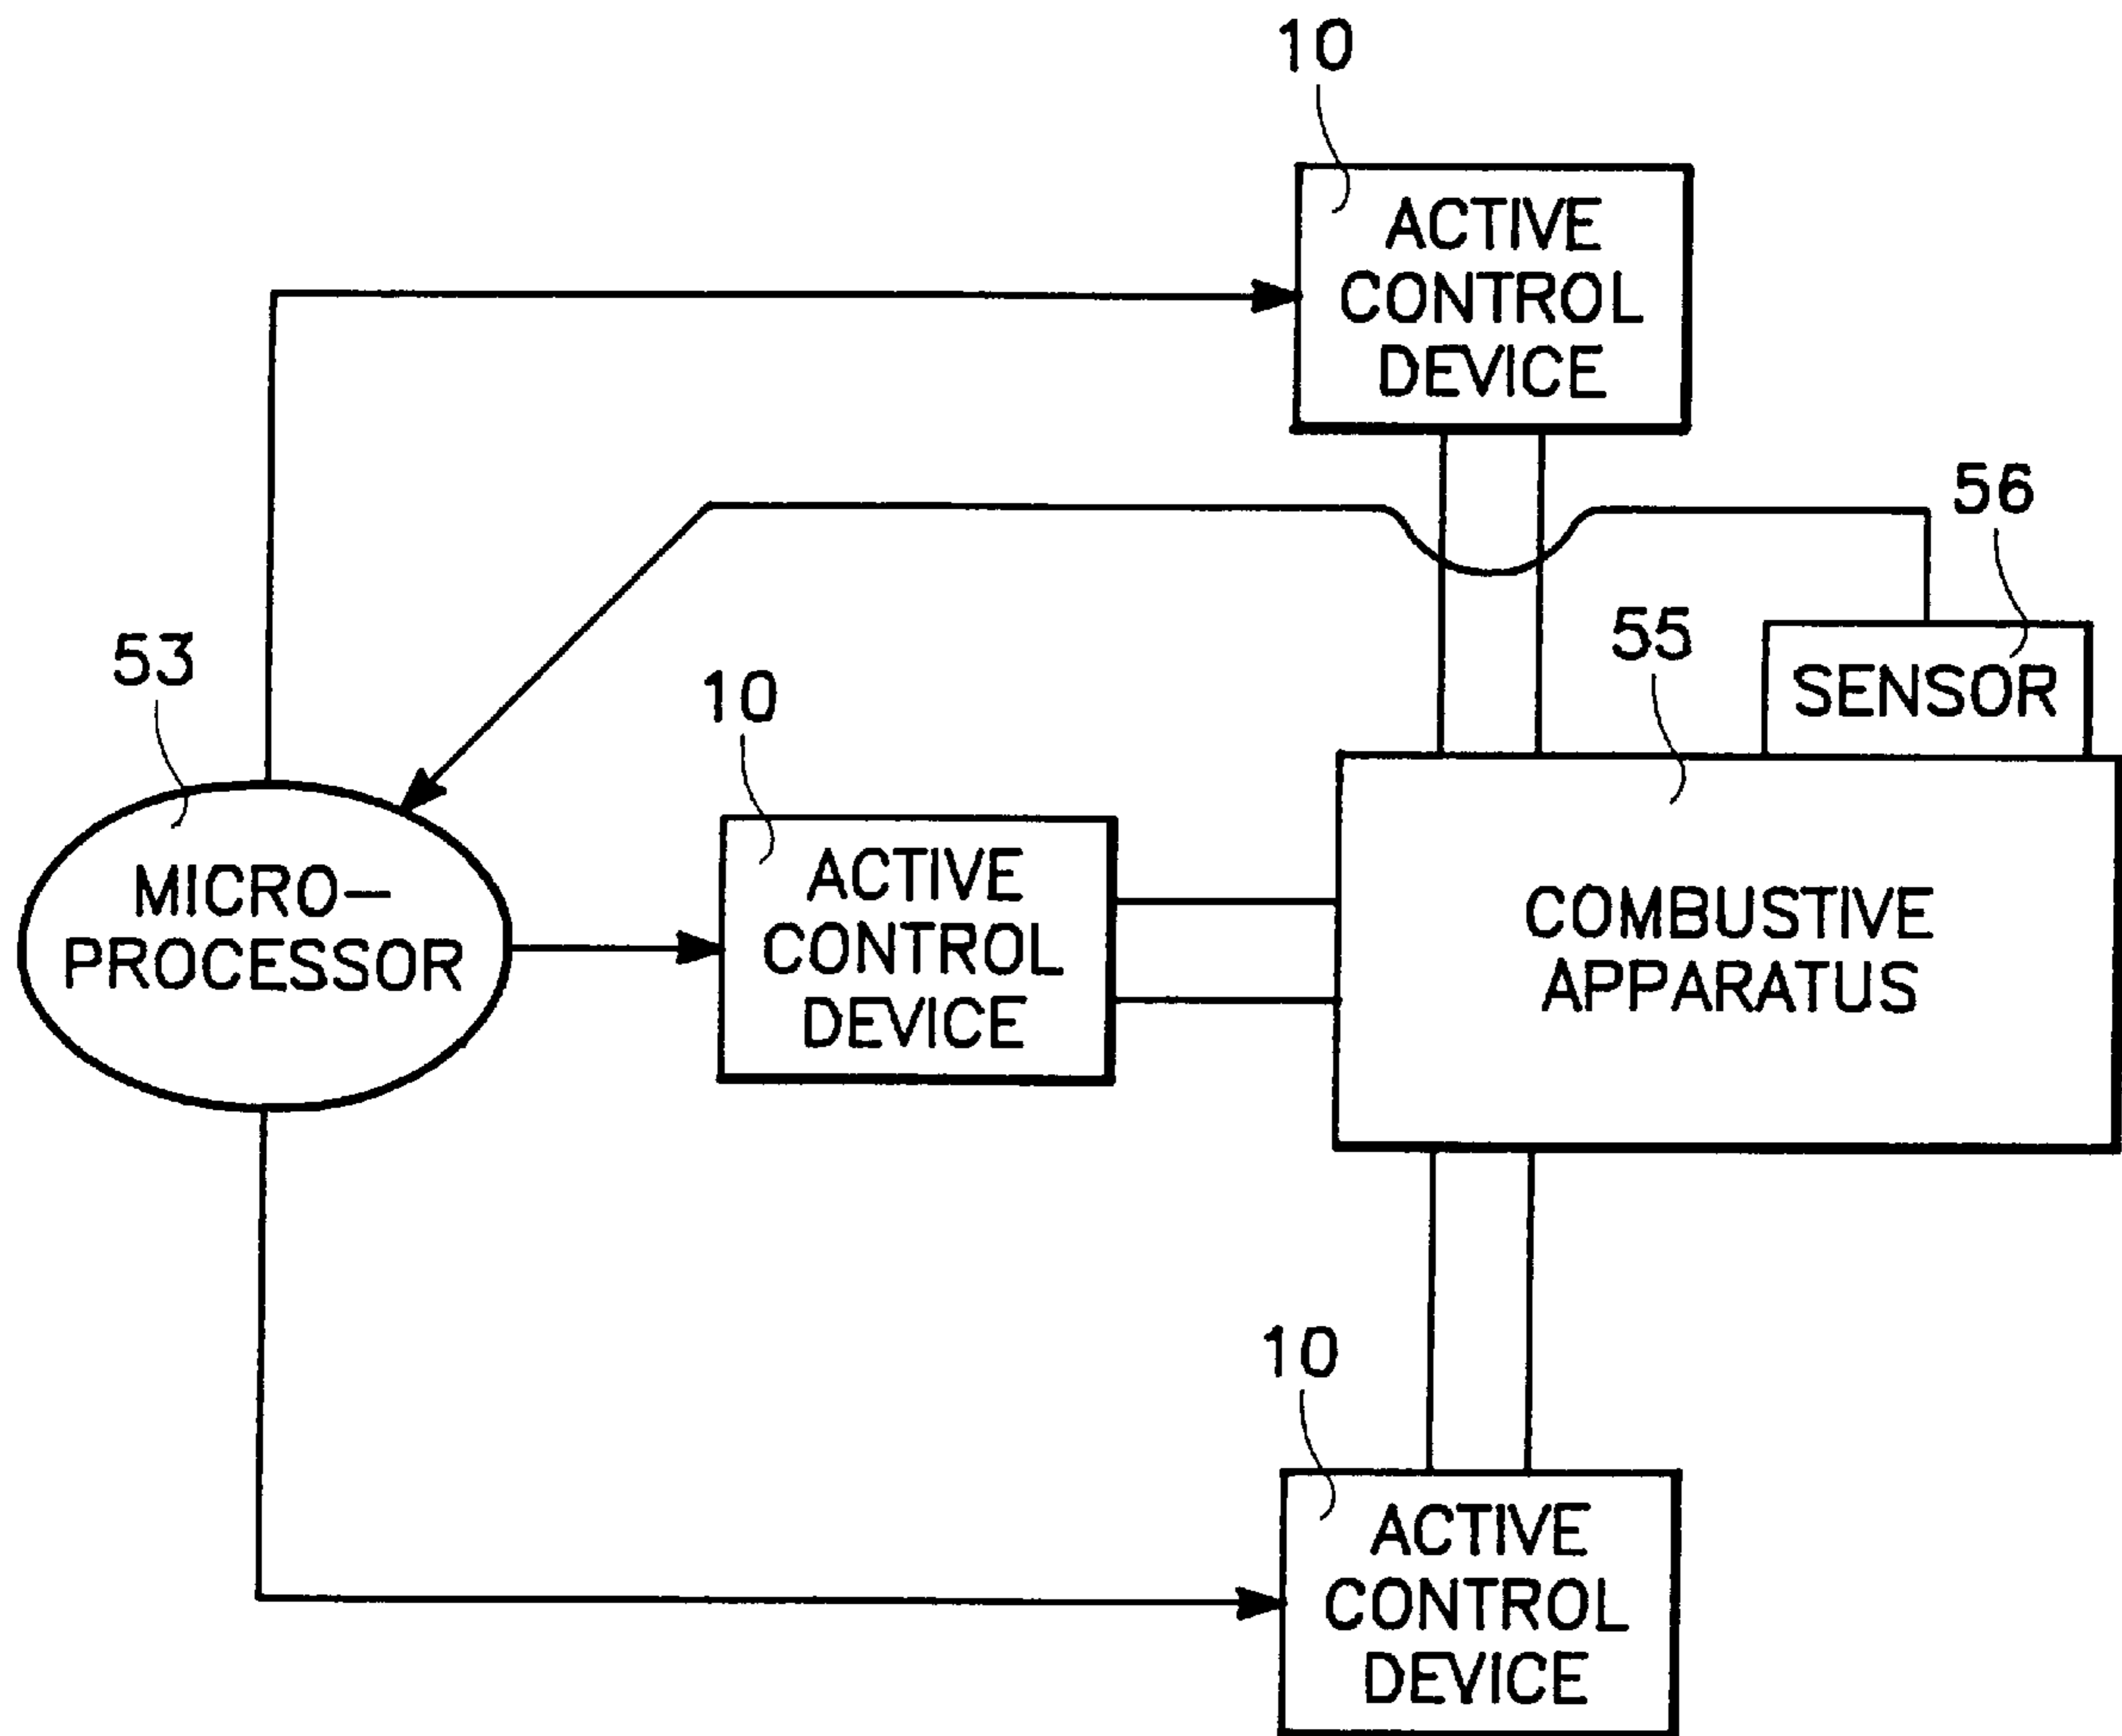 10
ACTIVE
CONTROL
DEVICE
56
SENSOR
55
53
10
MICRO-
PROCESSOR
ACTIVE
CONTROL
DEVICE
COMBUSTIVE
APPARATUS
10
ACTIVE
CONTROL
DEVICE